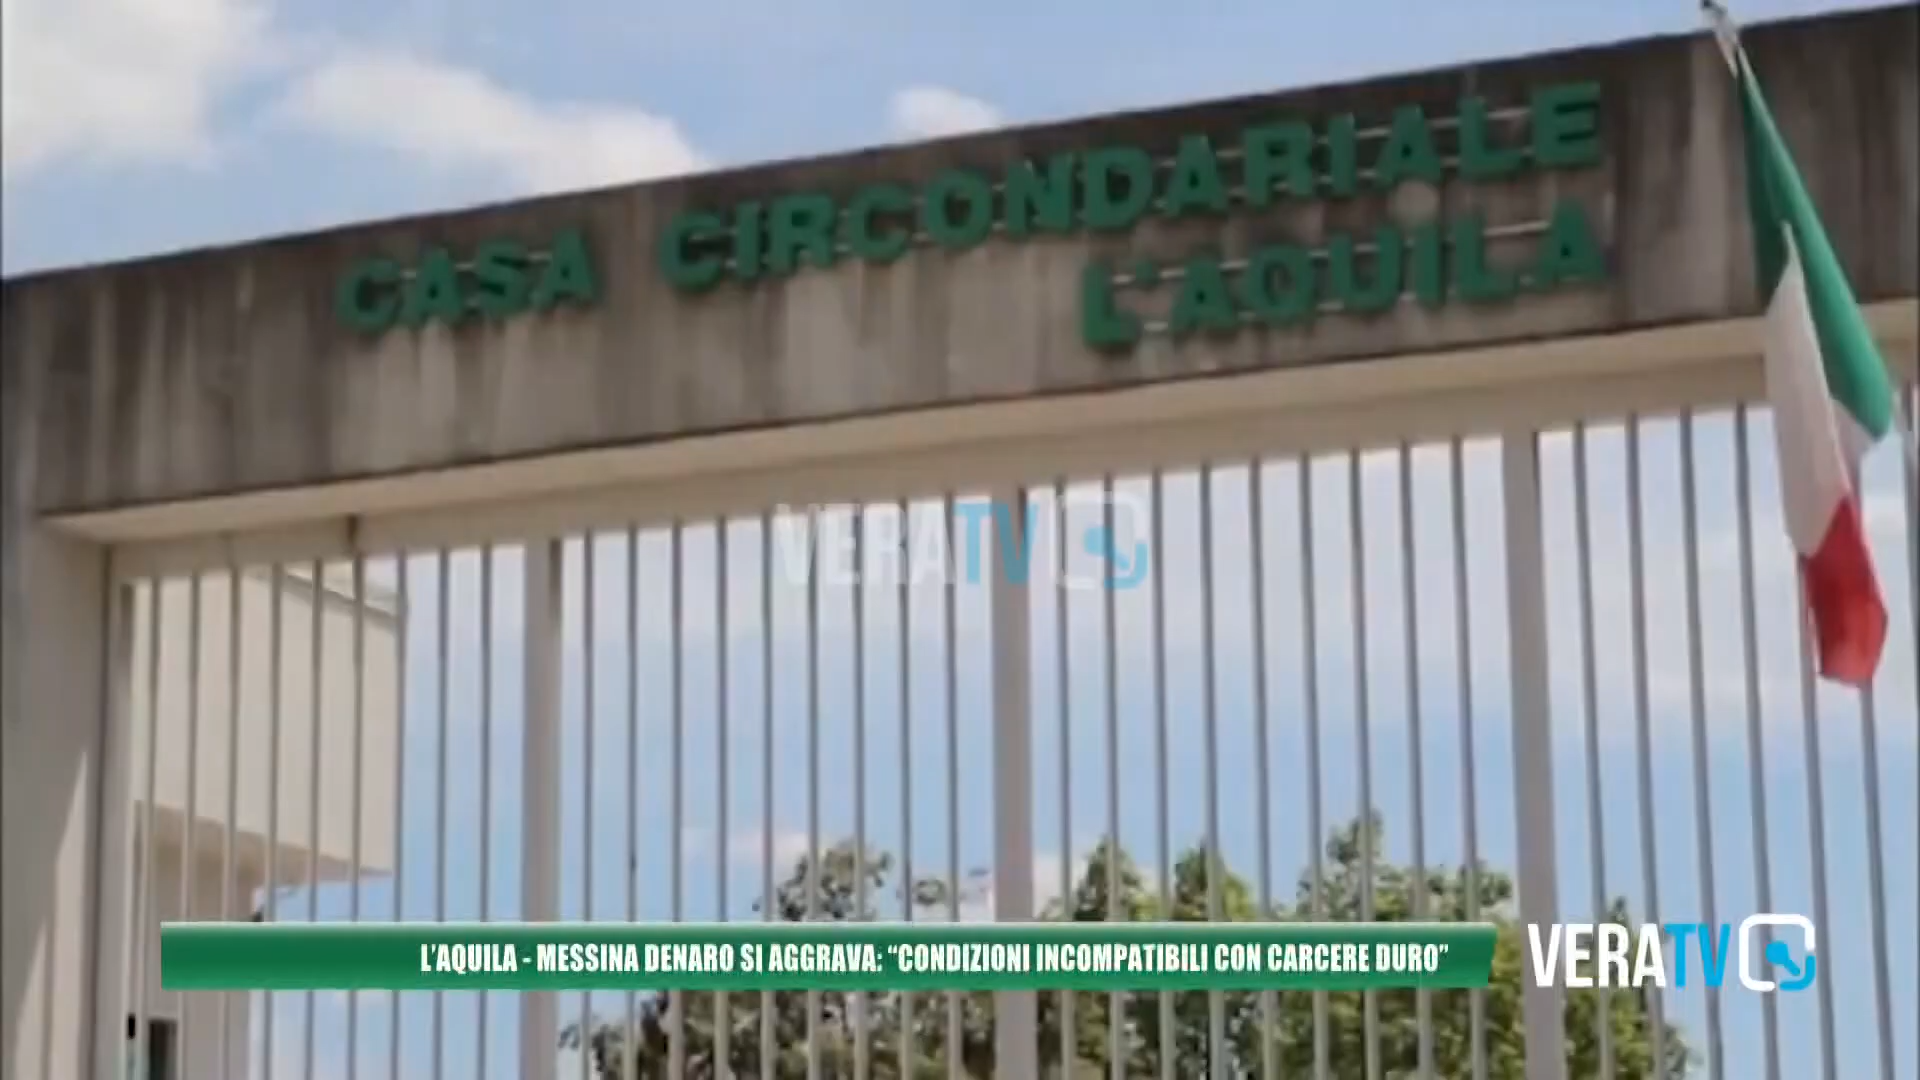 CASA CIRCONDARIALE
L'AQUILA
VERATV
L'AQUILA - MESSINA DENARO SI AGGRAVA: “CONDIZIONI INCOMPATIBILI CON CARCERE DURO”
VERATV